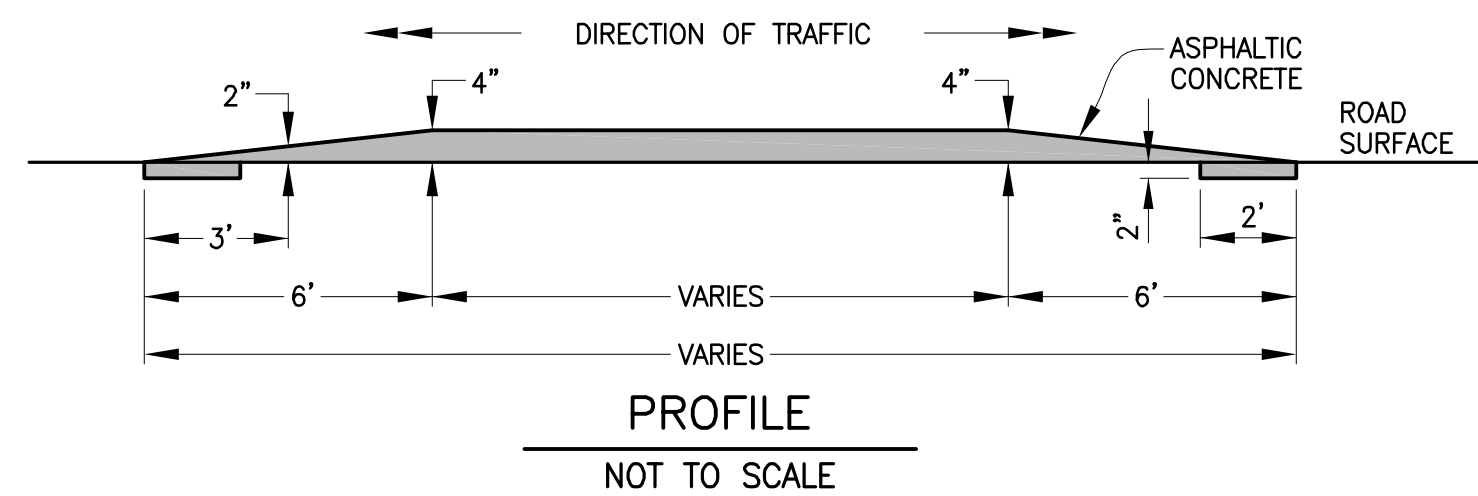 DIRECTION OF TRAFFIC
ASPHALTIC
CONCRETE
2”
4”
4”
ROAD
SURFACE
3'
2”
2'
6'
VARIES
6'
VARIES
PROFILE
NOT TO SCALE